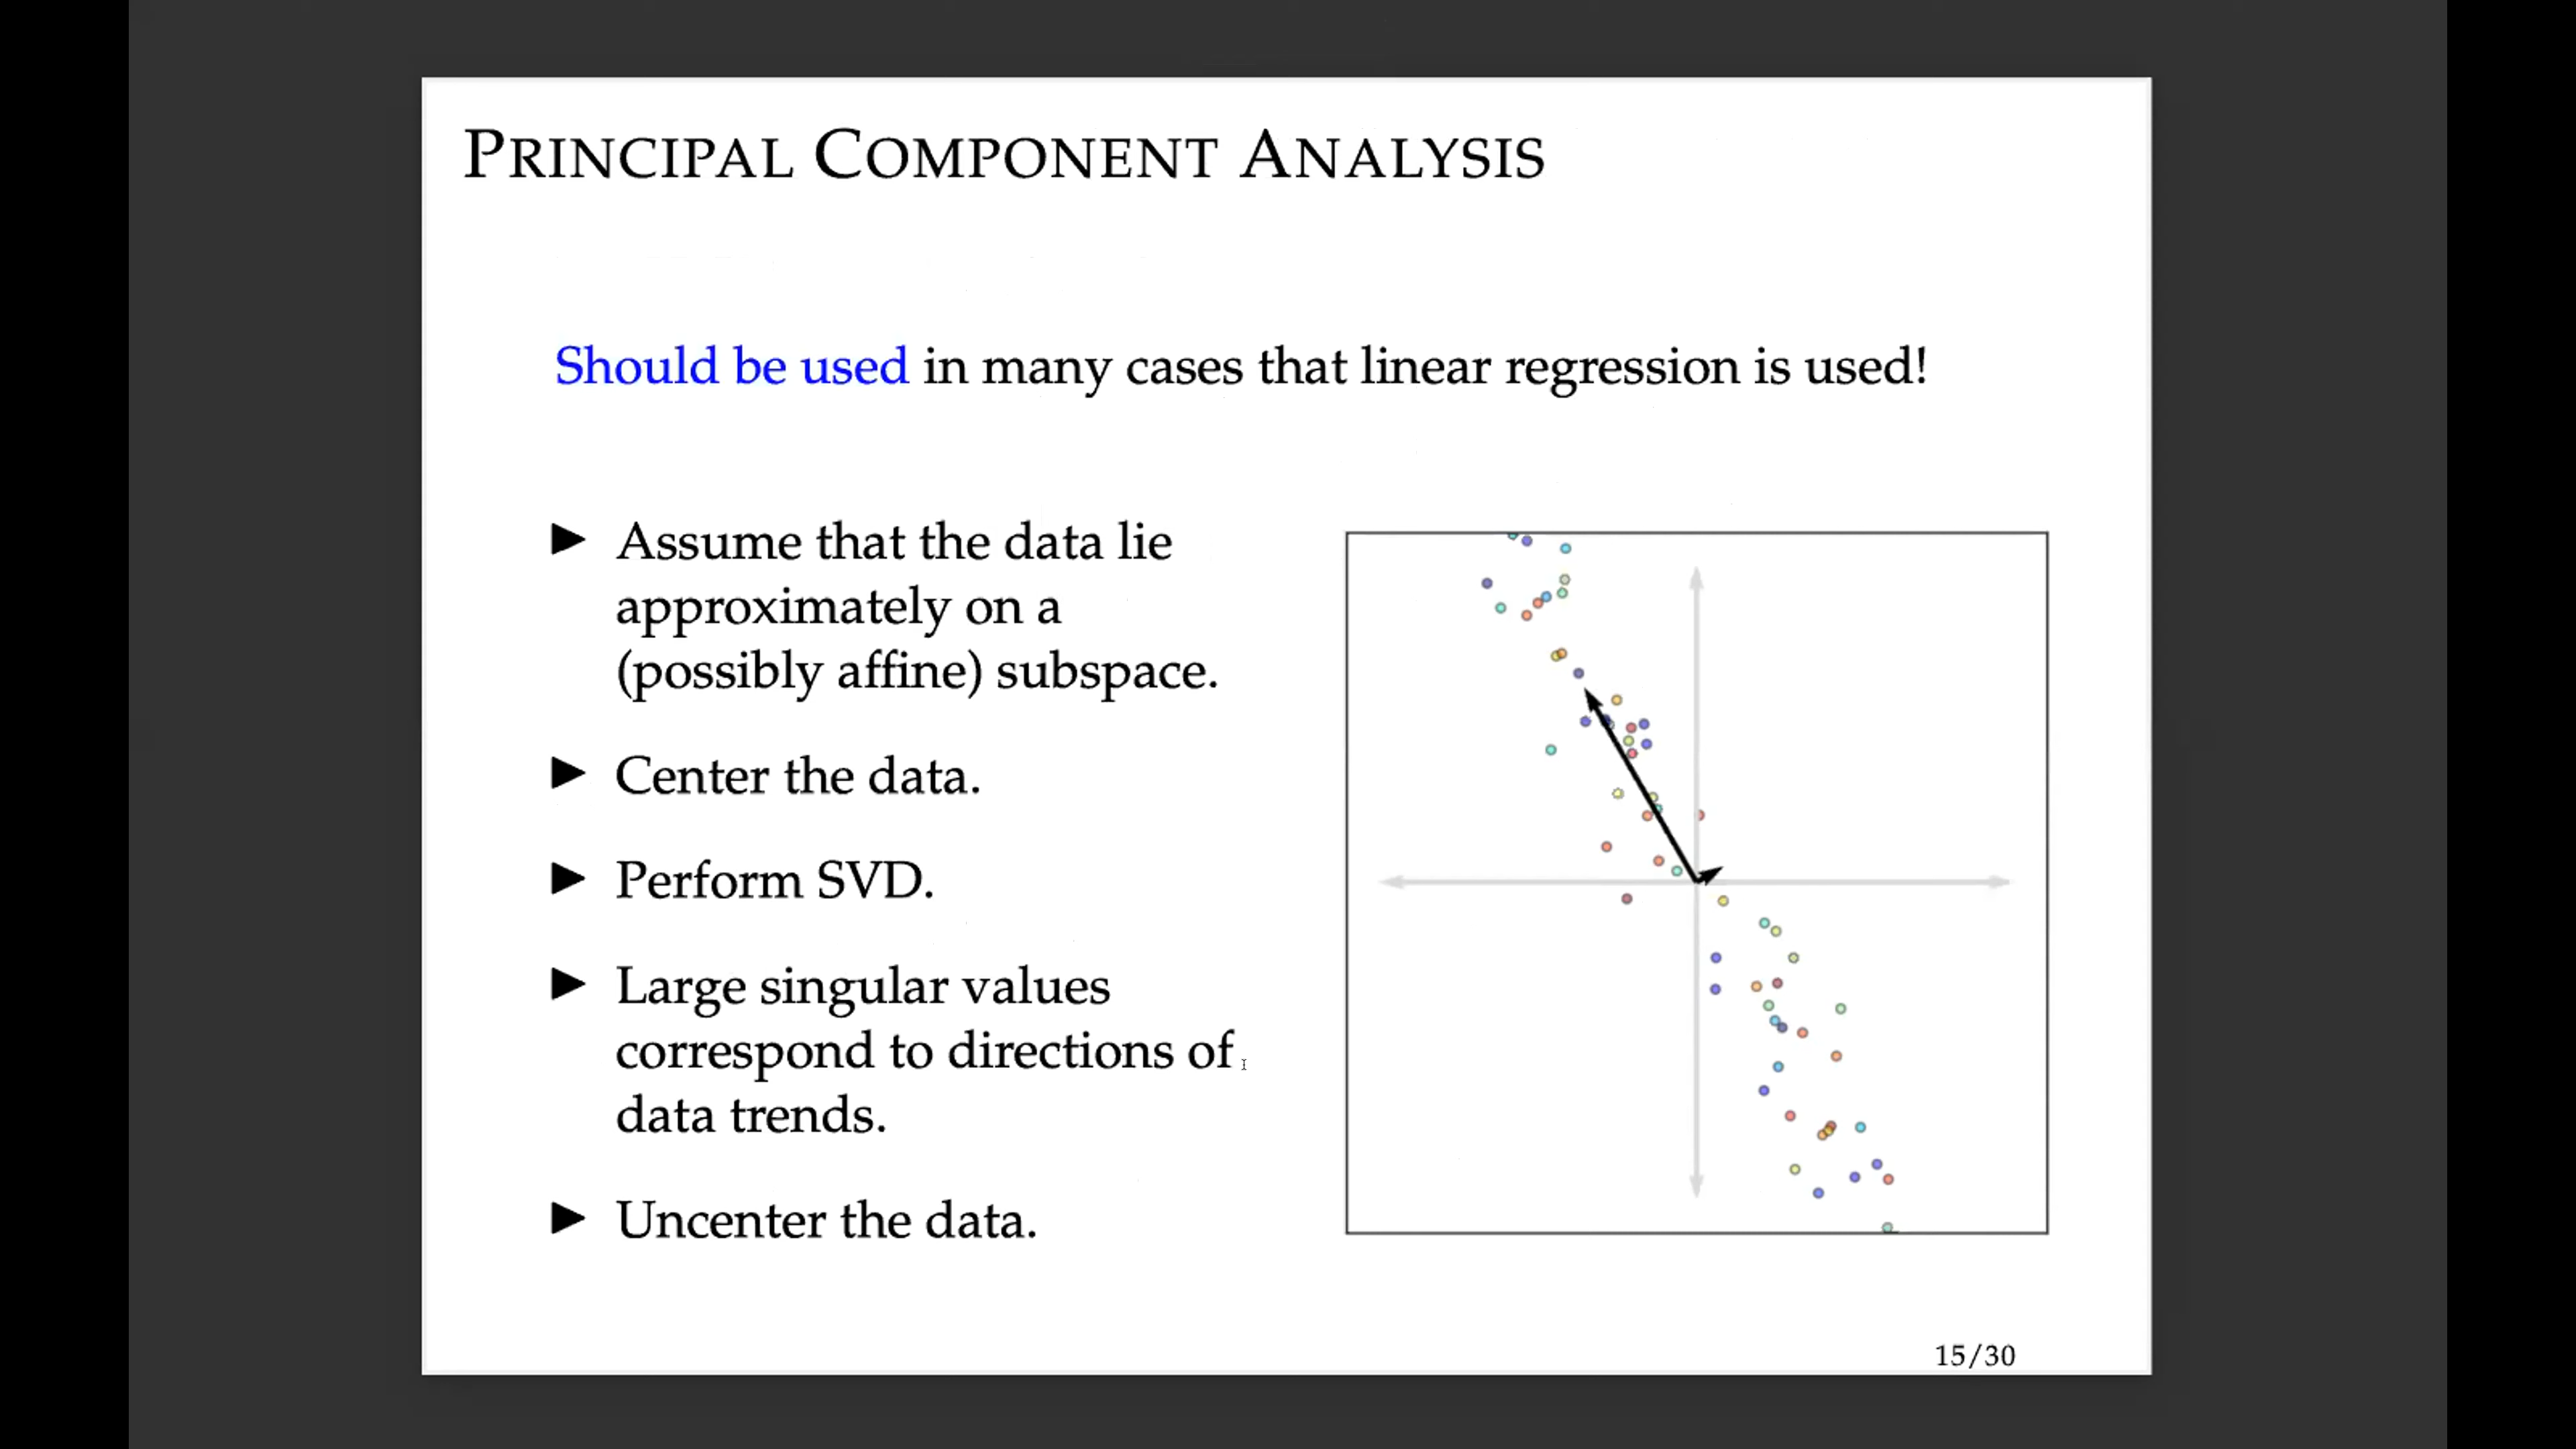 PRINCIPAL COMPONENT ANALYSIS
Should be used in many cases that linear regression is used!
► Assume that the data lie
approximately on a
(possibly affine) subspace.
► Center the data.
► Perform SVD.
► Large singular values
correspond to directions of
data trends.
► Uncenter the data.
15/30